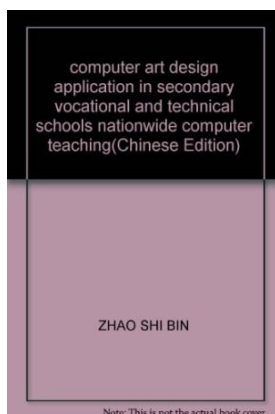 computer art design
application in secondary
vocational and technical
schools nationwide computer
teaching(Chinese Edition)
ZHAO SHI BIN
Note: This is not the actual book cover